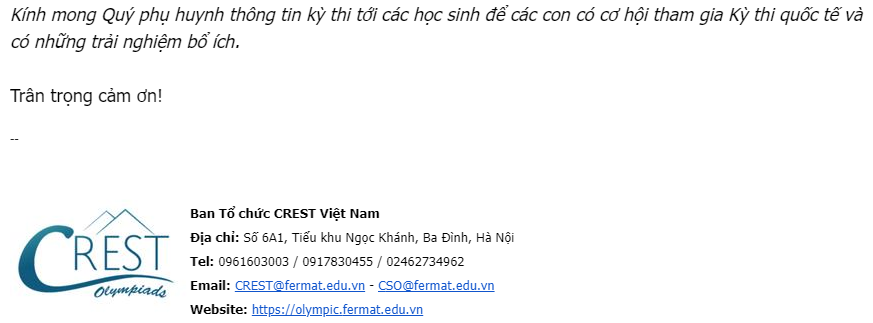 Kính mong Quý phụ huynh thông tin kỳ thi tới các học sinh để các con có cơ hội tham gia Kỳ thi quốc tế và
có những trải nghiệm bổ ích.
Trân trọng cảm ơn!
--
CREST
Olympiads
Ban Tổ chức CREST Việt Nam
Địa chỉ: Số 6A1, Tiểu khu Ngọc Khánh, Ba Đình, Hà Nội
Tel: 0961603003 / 0917830455 / 02462734962
Email: CREST@fermat.edu.vn - CSO@fermat.edu.vn
Website: https://olympic.fermat.edu.vn